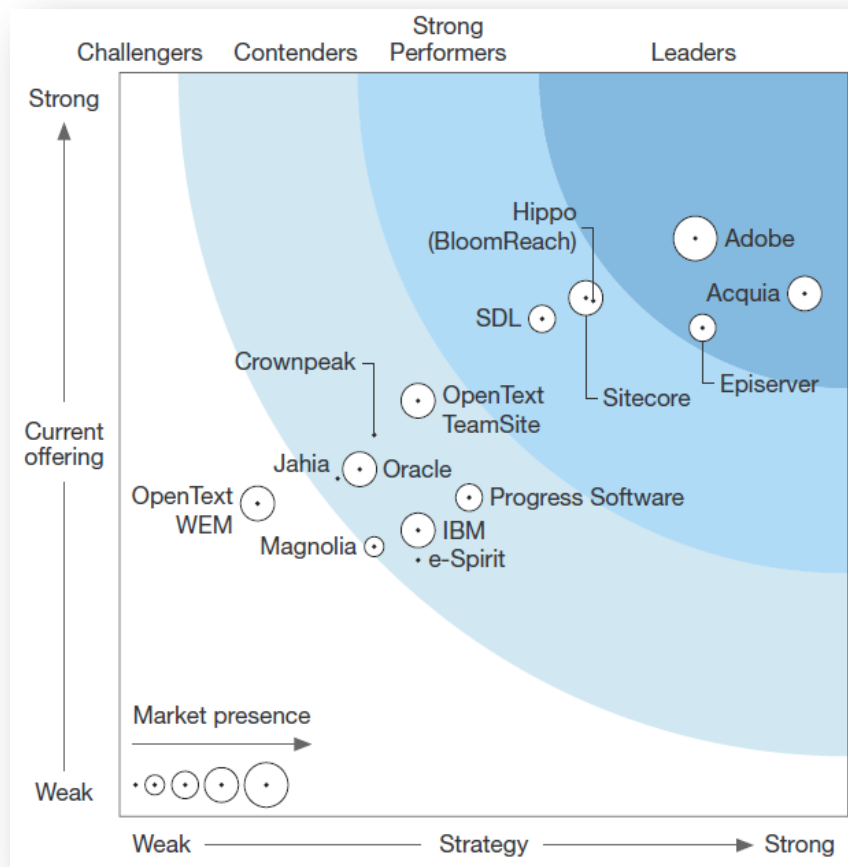 Challengers
Contenders
Strong
Performers
Leaders
Strong
Current
offering
Weak
Hippo
(BloomReach)
Adobe
Acquia
SDL
Episerver
Sitecore
Crownpeak
OpenText
TeamSite
Jahia
Oracle
OpenText
WEM
Progress Software
IBM
Magnolia
e-Spirit
Market presence
Weak
Strategy
Strong